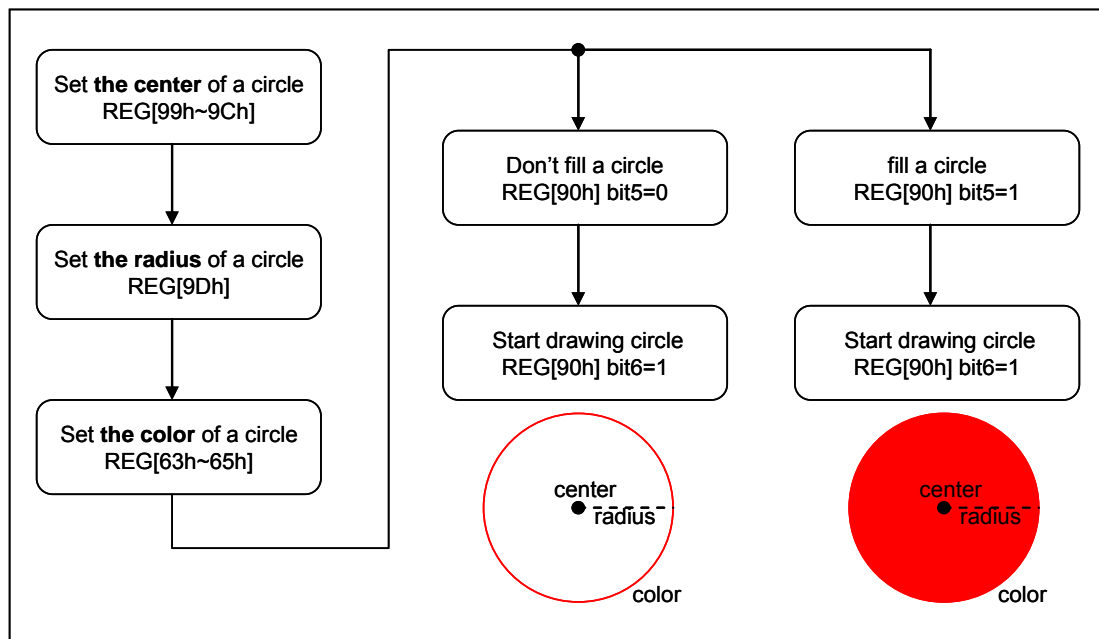 Set the center of a circle
REG[99h~9Ch]
Set the radius of a circle
REG[9Dh]
Set the color of a circle
REG[63h~65h]
Don't fill a circle
REG[90h] bit5=0
Start drawing circle
REG[90h] bit6=1
center
radius
color
fill a circle
REG[90h] bit5=1
Start drawing circle
REG[90h] bit6=1
center
radius
color